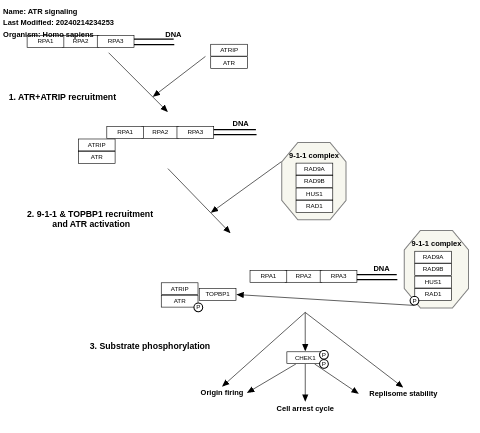 Name: ATR signaling
Last Modified: 20240214234253
Organism: Homo sapiens
DNA
RPA1 RPA2 RPA3
ATRIP
ATR
1. ATR+ATRIP recruitment
DNA
RPA1 RPA2 RPA3
ATRIP
ATR
9-1-1 complex
RAD9A
RAD9B
HUS1
RAD1
2. 9-1-1 & TOPBP1 recruitment
and ATR activation
9-1-1 complex
RAD9A
RAD9B
HUS1
RAD1
P
DNA
RPA1 RPA2 RPA3
ATRIP
ATR
TOPBP1
P
3. Substrate phosphorylation
CHEK1
P
P
Origin firing
Replisome stability
Cell arrest cycle